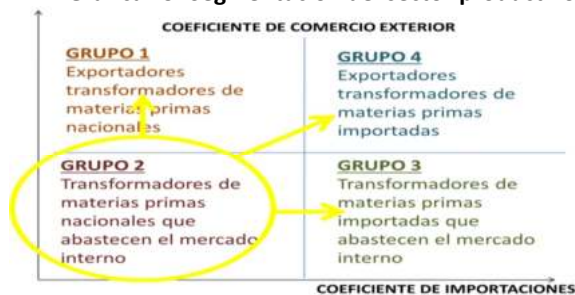 COEFICIENTE DE COMERCIO EXTERIOR
GRUPO 1
Exportadores
transformadores de
materias primas
nacionales
GRUPO 4
Exportadores
transformadores de
materias primas
importadas
GRUPO 2
Transformadores de
materias primas
nacionales que
abastecen el mercado
interno
GRUPO 3
Transformadores de
materias primas
importadas que
abastecen el mercado
interno
COEFICIENTE DE IMPORTACIONES